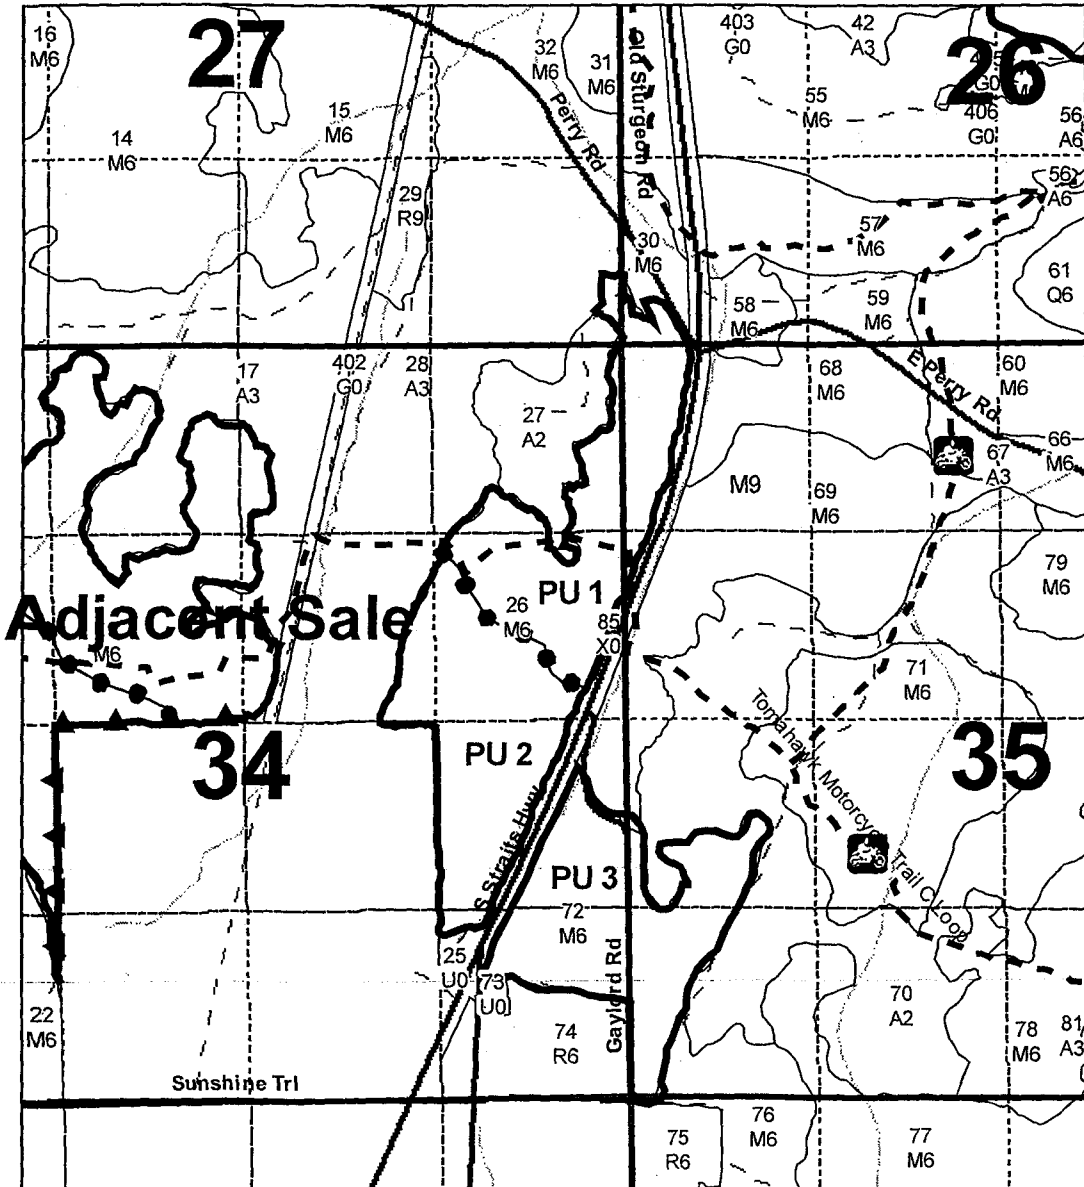 16
M6
27
32
M6
31
M6
Old Sturgeon Rd
403
G0
42
A3
26
G0
406
G0
15
M6
14
M6
Perry Rd
55
M6
56
A6
56
A6
29
R9
30
M6
57
M6
61
Q6
58
M6
59
M6
17
A3
402
G0
28
A3
27
A2
68
M6
E Perry Rd
60
M6
66
M6
67
A3
M9
69
M6
79
M6
PU 1
26
M6
85
X0
Adjacent Sale
M6
71
M6
34
PU 2
Tomahawk Motorcycle Trail C Loop
35
S Straits Hwy
PU 3
72
M6
25
U0
73
U0
Gaylord Rd
22
M6
74
R6
70
A2
78
M6
81
A3
Sunshine Trl
75
R6
76
M6
77
M6